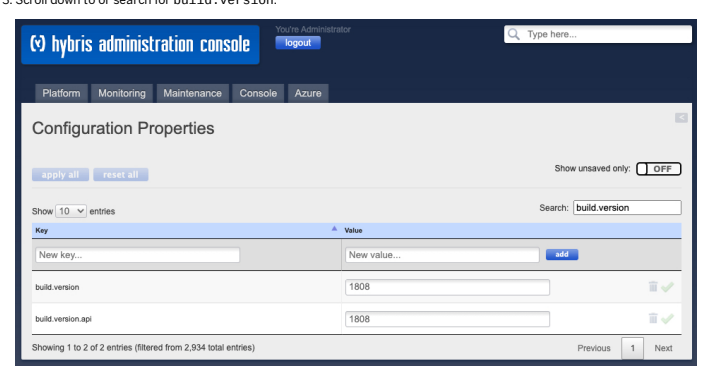 3. Scroll down to or search for build.version.
(y) hybris administration console
You're Administrator
logout
Type here...
Platform Monitoring Maintenance Console Azure
Configuration Properties
<
apply all reset all
Show unsaved only: OFF
Show 10 entries
Search: build.version
Key Value
New key... New value... add
build.version 1808
build.version.api 1808
Showing 1 to 2 of 2 entries (filtered from 2,934 total entries)
Previous 1 Next